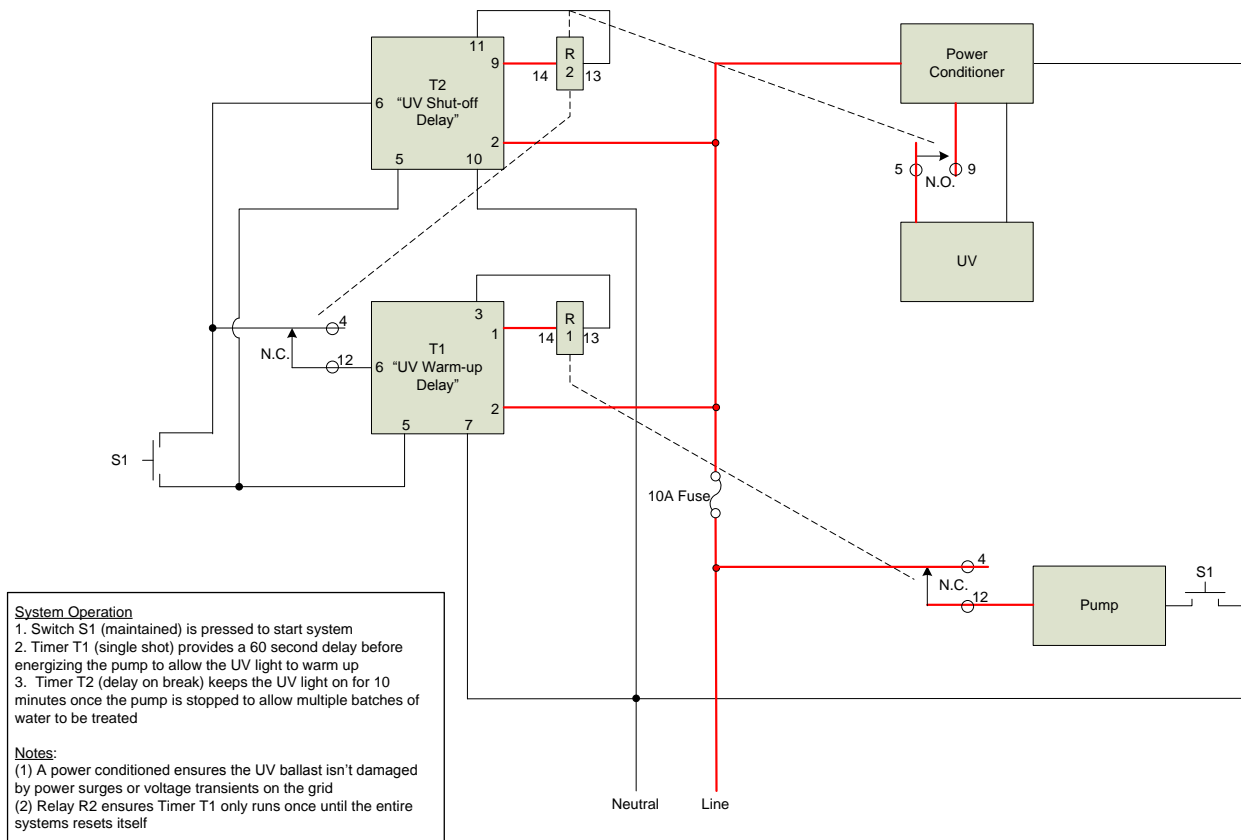 11
9
R
2
14
13
T2
“UV Shut-off
Delay”
6
2
5
10
Power
Conditioner
5
9
N.O.
UV
3
1
R
1
14
13
4
N.C.
12
6
T1
“UV Warm-up
Delay”
2
5
7
S1
10A Fuse
4
N.C.
12
Pump
S1
System Operation
1. Switch S1 (maintained) is pressed to start system
2. Timer T1 (single shot) provides a 60 second delay before
energizing the pump to allow the UV light to warm up
3. Timer T2 (delay on break) keeps the UV light on for 10
minutes once the pump is stopped to allow multiple batches of
water to be treated
Notes:
(1) A power conditioned ensures the UV ballast isn’t damaged
by power surges or voltage transients on the grid
(2) Relay R2 ensures Timer T1 only runs once until the entire
systems resets itself
Neutral
Line